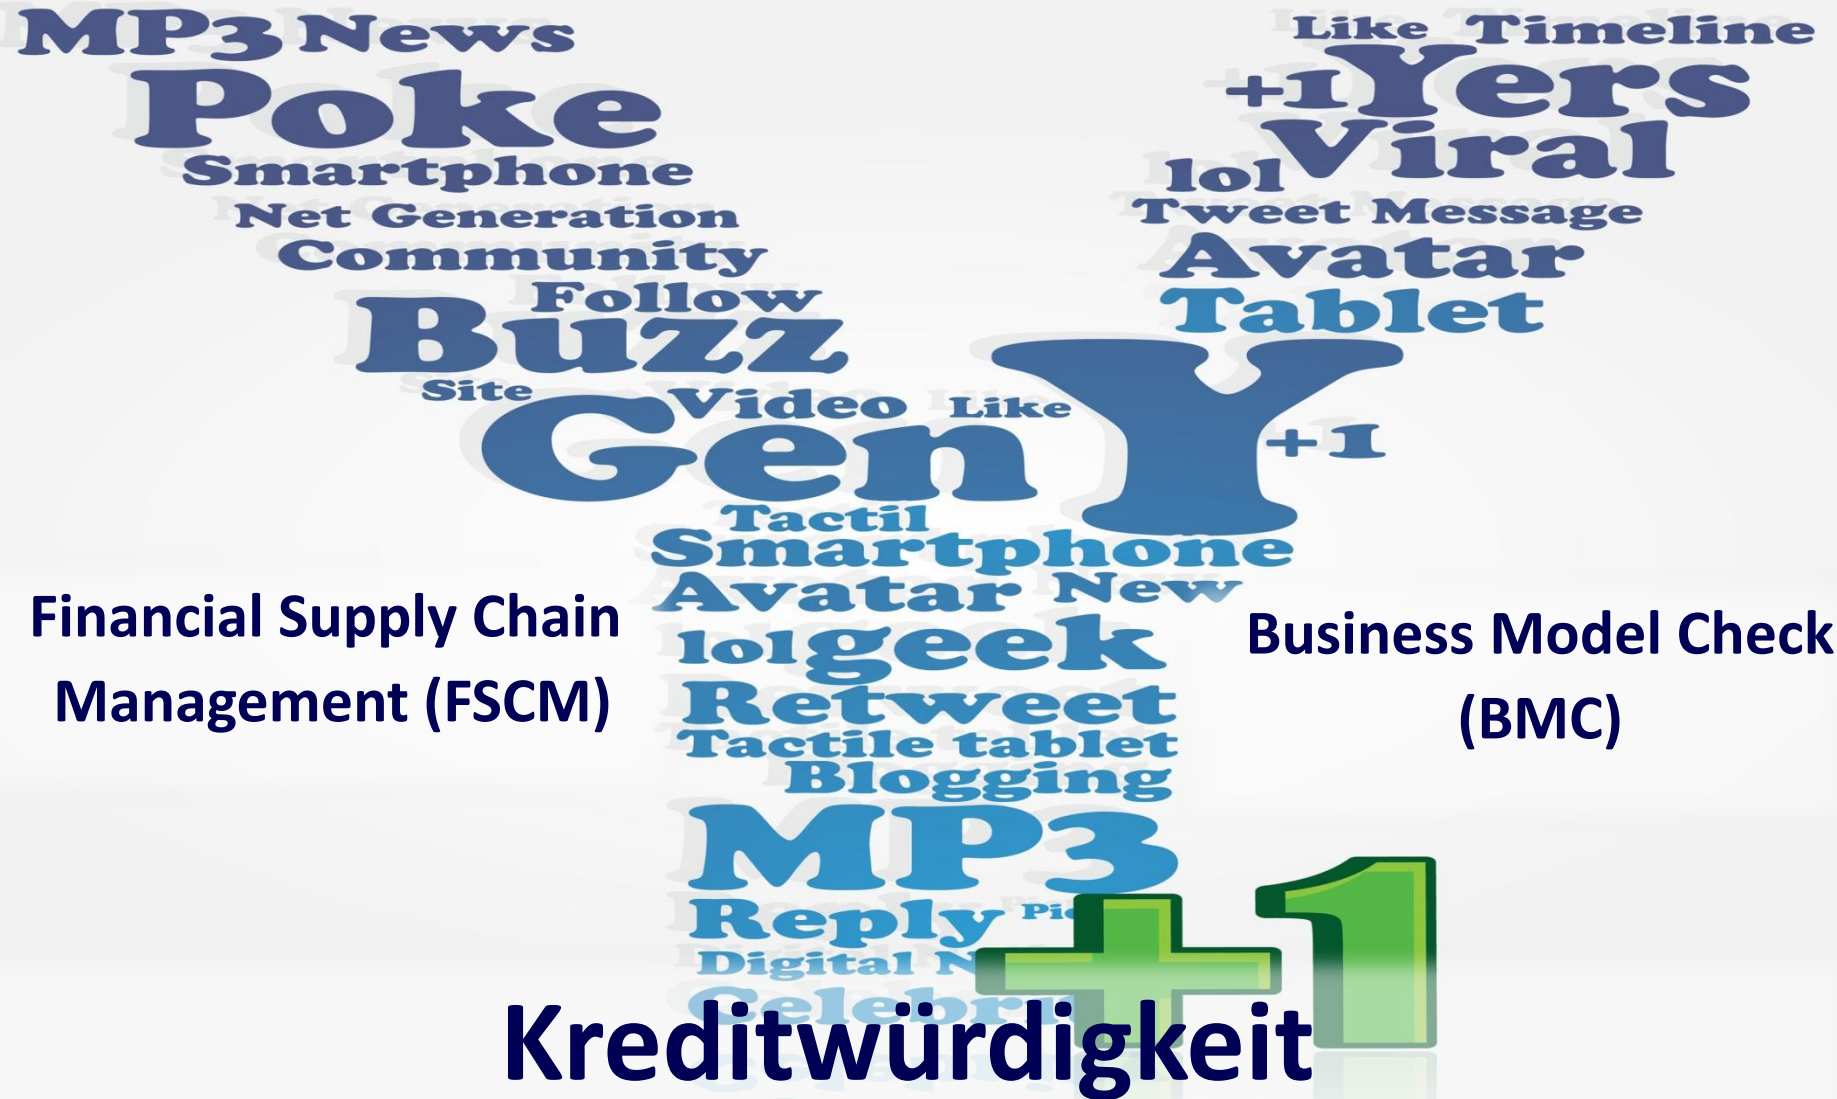 MP3 News
Like Timeline
Poke
+1 Yers
Smartphone
lol Viral
Net Generation
Tweet Message
Community
Avatar
Follow
Tablet
Buzz
Site Video Like
Gen Y +1
Tactil
Smartphone
Avatar New
Financial Supply Chain
Management (FSCM)
lol geek
Business Model Check
(BMC)
Retweet
Tactile tablet
Blogging
MP3
Reply
Digital
+1
Kreditwürdigkeit